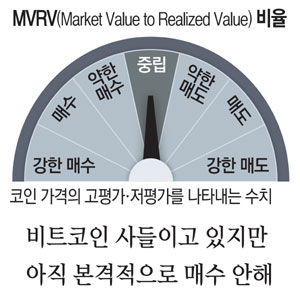 MVRV(Market Value to Realized Value) 비율
강한 매수
매수
약한
매수
중립
약한
매도
매도
강한 매도
코인 가격의 고평가·저평가를 나타내는 수치
비트코인 사들이고 있지만
아직 본격적으로 매수 안해